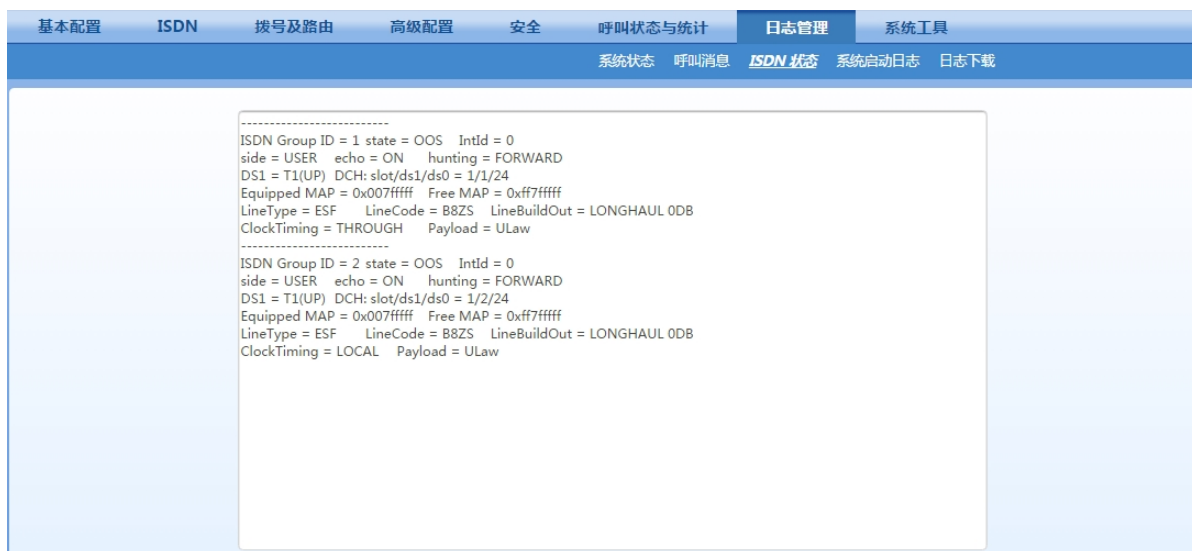 基本配置 ISDN 拨号及路由 高级配置 安全 呼叫状态与统计 日志管理 系统工具
系统状态 呼叫消息 ISDN 状态 系统启动日志 日志下载
--------------------------
ISDN Group ID = 1 state = OOS IntId = 0
side = USER echo = ON hunting = FORWARD
DS1 = T1(UP) DCH: slot/ds1/ds0 = 1/1/24
Equipped MAP = 0x007fffff Free MAP = 0xff7fffff
LineType = ESF LineCode = B8ZS LineBuildOut = LONGHAUL 0DB
ClockTiming = THROUGH Payload = ULaw
--------------------------
ISDN Group ID = 2 state = OOS IntId = 0
side = USER echo = ON hunting = FORWARD
DS1 = T1(UP) DCH: slot/ds1/ds0 = 1/2/24
Equipped MAP = 0x007fffff Free MAP = 0xff7fffff
LineType = ESF LineCode = B8ZS LineBuildOut = LONGHAUL 0DB
ClockTiming = LOCAL Payload = ULaw